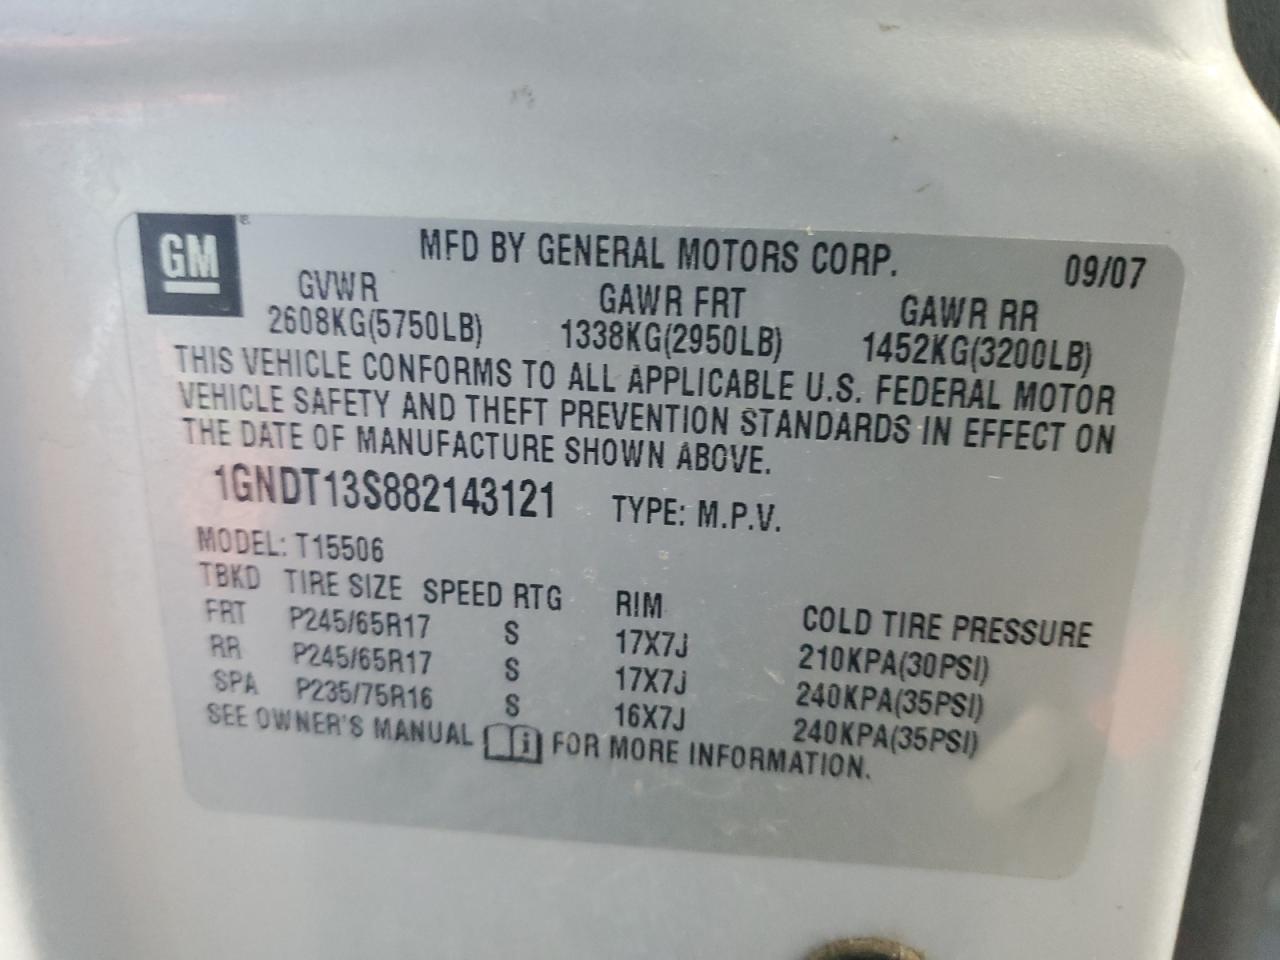 GM ®
MFD BY GENERAL MOTORS CORP. 09/07
GVWR GAWR FRT GAWR RR
2608KG(5750LB) 1338KG(2950LB) 1452KG(3200LB)
THIS VEHICLE CONFORMS TO ALL APPLICABLE U.S. FEDERAL MOTOR
VEHICLE SAFETY AND THEFT PREVENTION STANDARDS IN EFFECT ON
THE DATE OF MANUFACTURE SHOWN ABOVE.
1GNDT13S882143121 TYPE: M.P.V.
MODEL: T15506
TBKD TIRE SIZE SPEED RTG RIM COLD TIRE PRESSURE
FRT P245/65R17 S 17X7J 210KPA(30PSI)
RR P245/65R17 S 17X7J 240KPA(35PSI)
SPA P235/75R16 S 16X7J 240KPA(35PSI)
SEE OWNER'S MANUAL i FOR MORE INFORMATION.